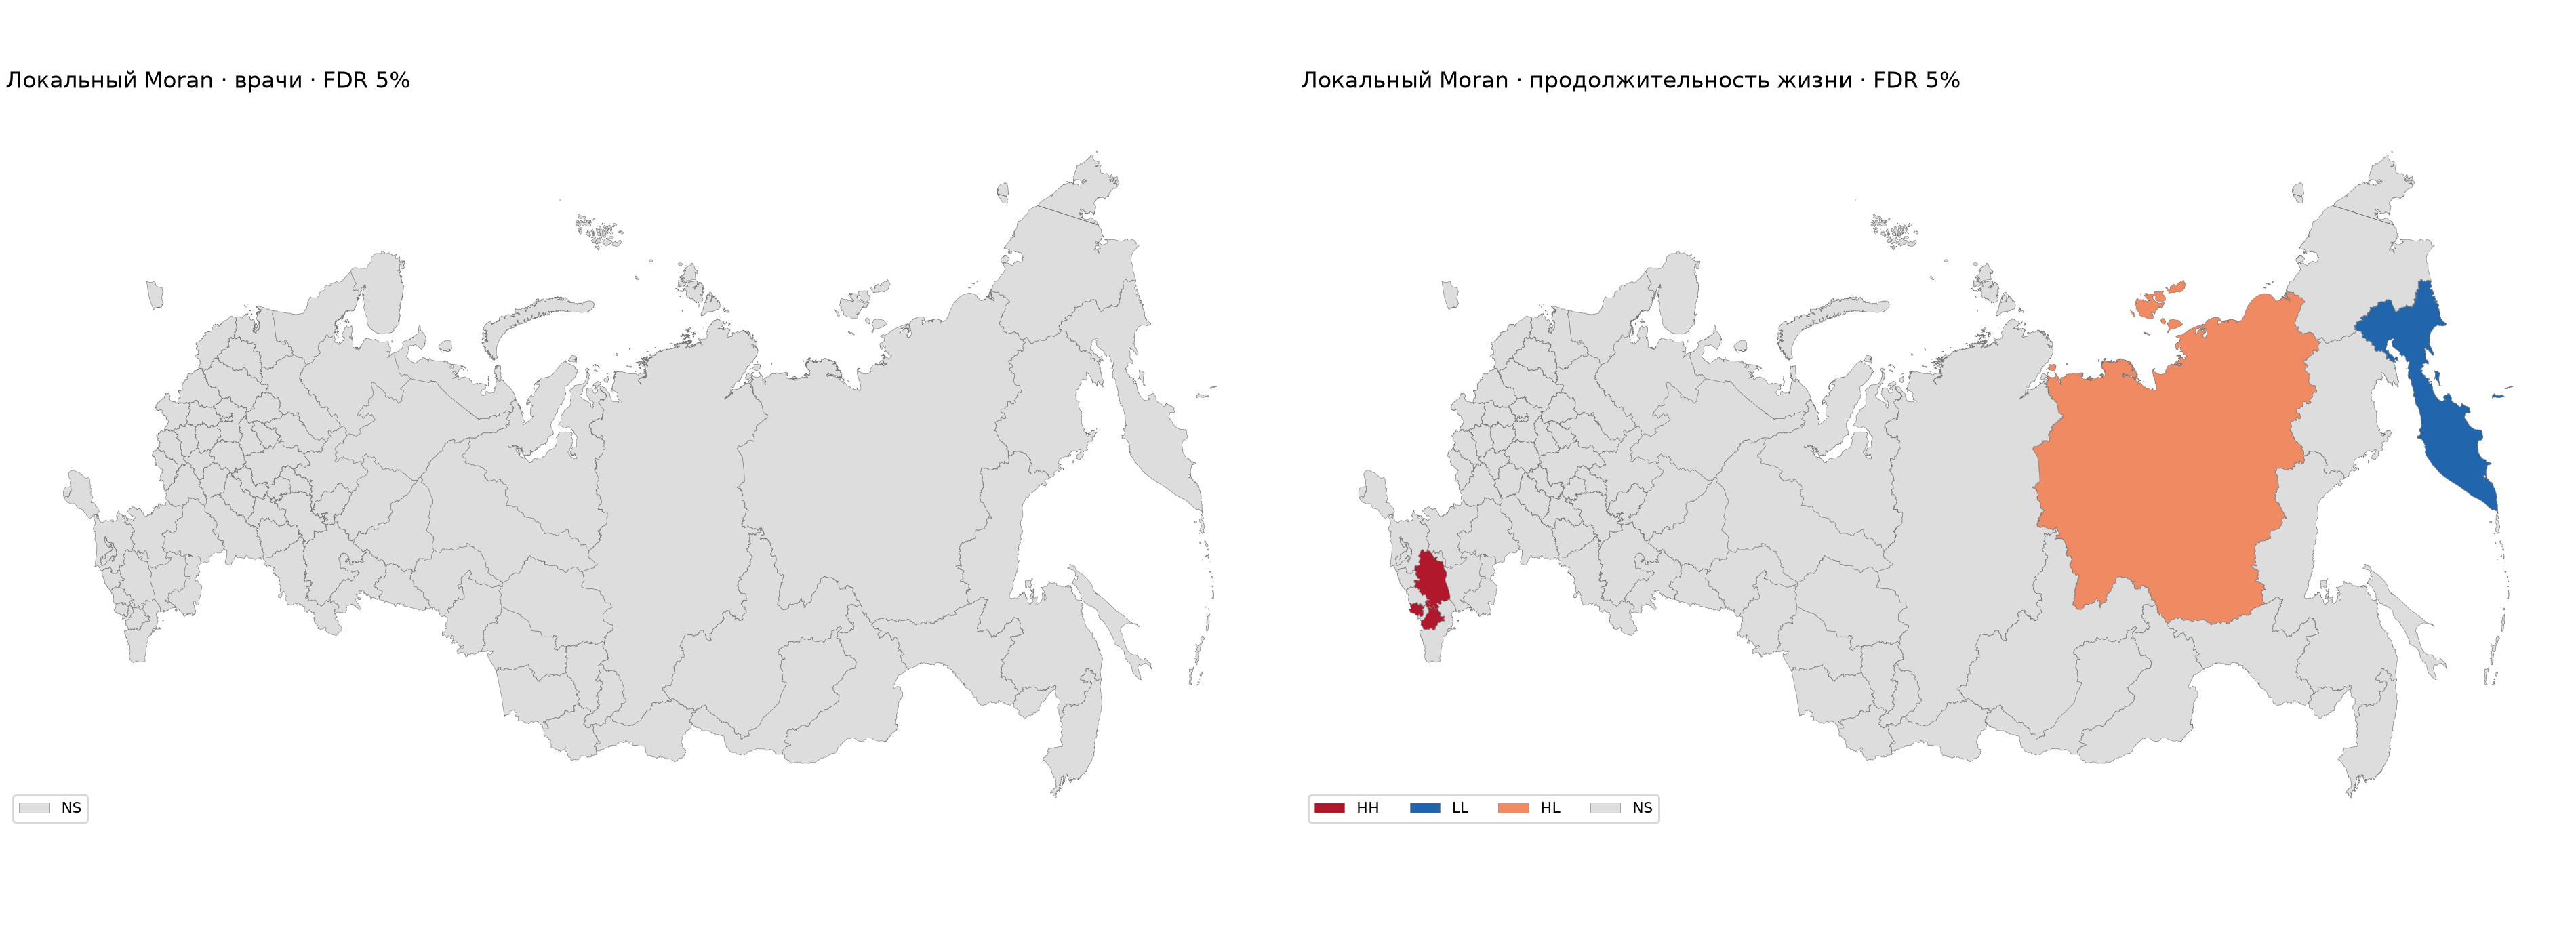 Локальный Moran · врачи · FDR 5%
NS
Локальный Moran · продолжительность жизни · FDR 5%
HH LL HL NS